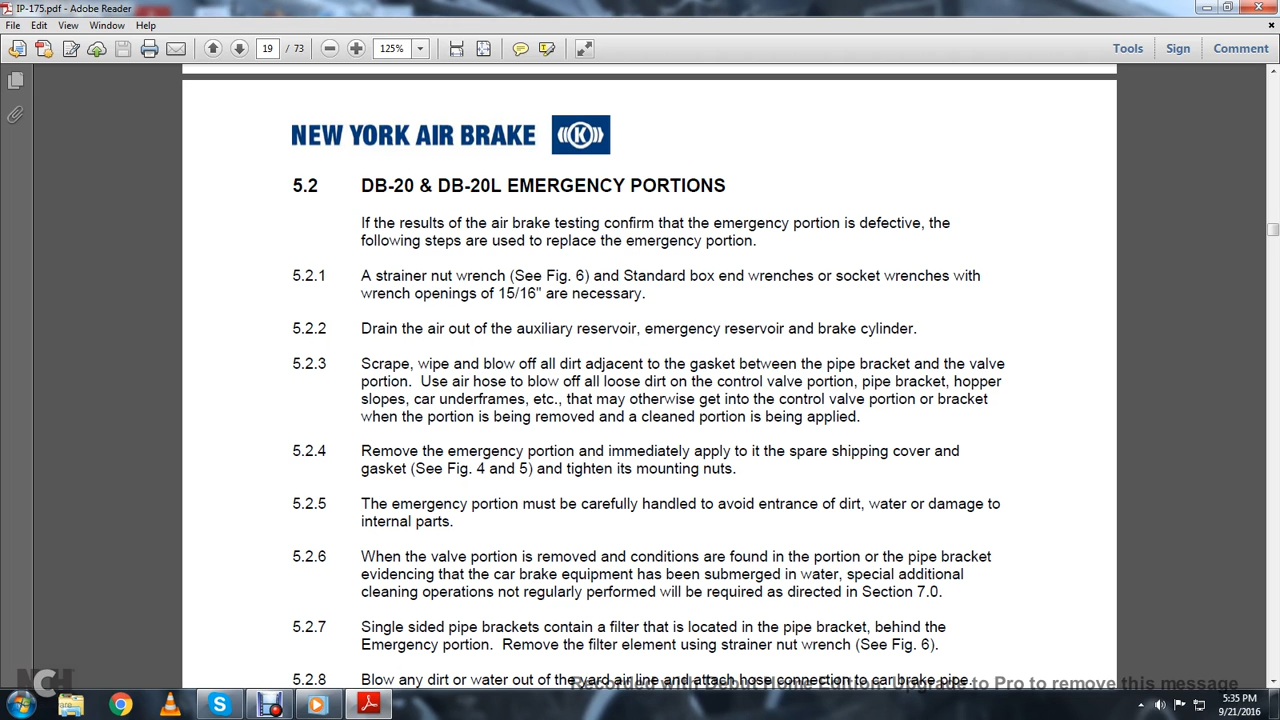 IP-175.pdf - Adobe Reader
File Edit View Window Help
19 / 73 125% Tools Sign Comment
NEW YORK AIR BRAKE ((K))
5.2 DB-20 & DB-20L EMERGENCY PORTIONS
If the results of the air brake testing confirm that the emergency portion is defective, the
following steps are used to replace the emergency portion.
5.2.1 A strainer nut wrench (See Fig. 6) and Standard box end wrenches or socket wrenches with
wrench openings of 15/16" are necessary.
5.2.2 Drain the air out of the auxiliary reservoir, emergency reservoir and brake cylinder.
5.2.3 Scrape, wipe and blow off all dirt adjacent to the gasket between the pipe bracket and the valve
portion. Use air hose to blow off all loose dirt on the control valve portion, pipe bracket, hopper
slopes, car underframes, etc., that may otherwise get into the control valve portion or bracket
when the portion is being removed and a cleaned portion is being applied.
5.2.4 Remove the emergency portion and immediately apply to it the spare shipping cover and
gasket (See Fig. 4 and 5) and tighten its mounting nuts.
5.2.5 The emergency portion must be carefully handled to avoid entrance of dirt, water or damage to
internal parts.
5.2.6 When the valve portion is removed and conditions are found in the portion or the pipe bracket
evidencing that the car brake equipment has been submerged in water, special additional
cleaning operations not regularly performed will be required as directed in Section 7.0.
5.2.7 Single sided pipe brackets contain a filter that is located in the pipe bracket, behind the
Emergency portion. Remove the filter element using strainer nut wrench (See Fig. 6).
5.2.8 Blow any dirt or water out of the yard air line and attach hose connection to car brake pipe.
Recorded with Debut Home Edition. Upgrade to Pro to remove this message
NCH
5:35 PM
9/21/2016